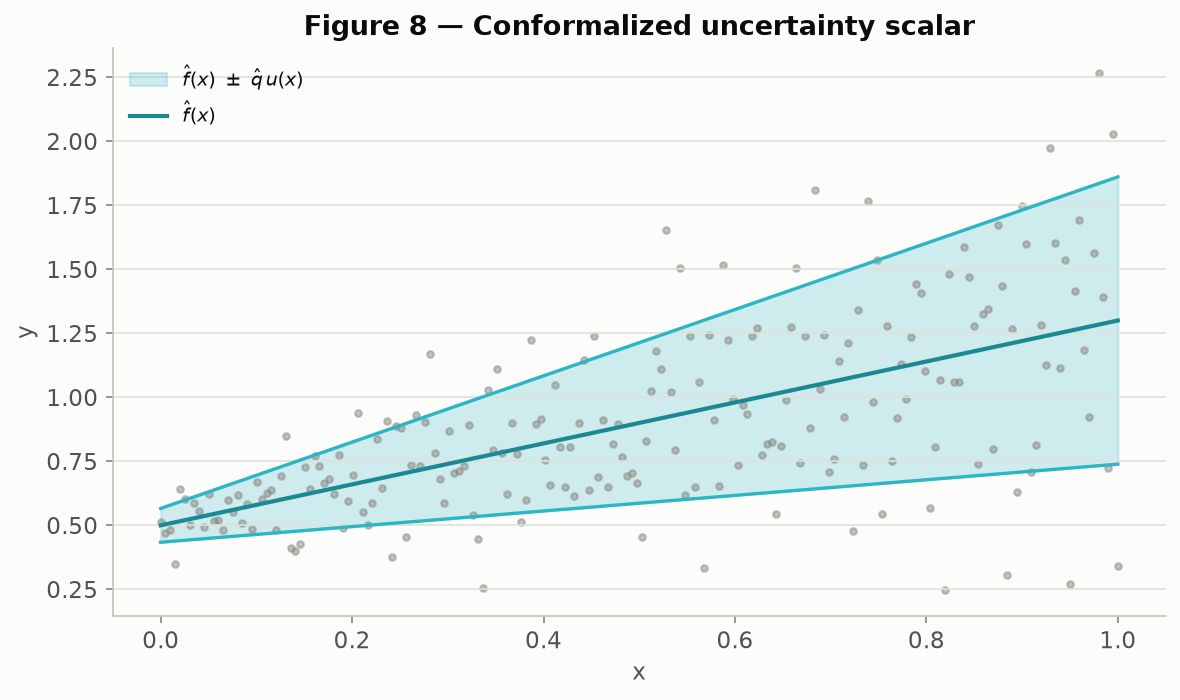 Figure 8 — Conformalized uncertainty scalar
f̂(x) ± q̂ u(x)
f̂(x)
y
2.25
2.00
1.75
1.50
1.25
1.00
0.75
0.50
0.25
0.0 0.2 0.4 0.6 0.8 1.0
x